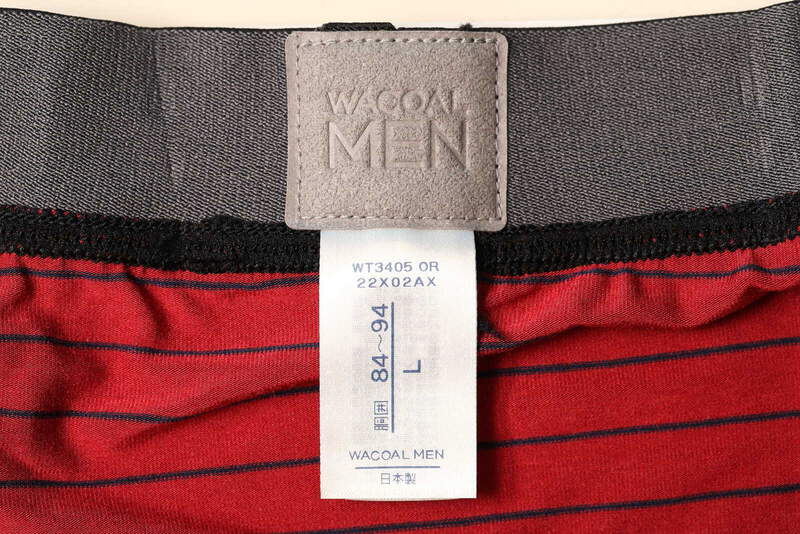 WACOAL
MEN
WT3405 OR
22X02AX
胴囲 84〜94
L
WACOAL MEN
日本製